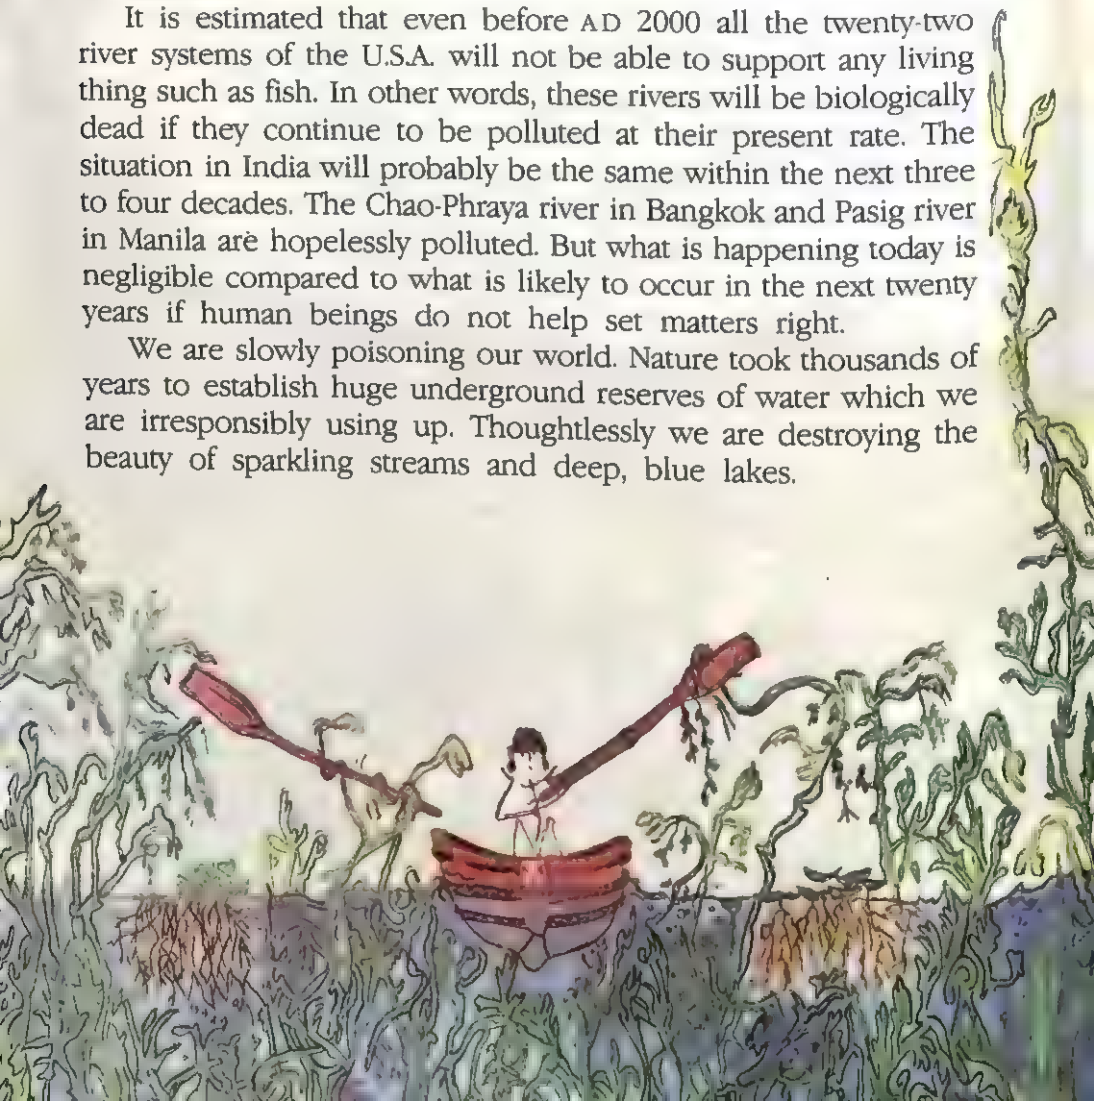 It is estimated that even before AD 2000 all the twenty-two
river systems of the U.S.A. will not be able to support any living
thing such as fish. In other words, these rivers will be biologically
dead if they continue to be polluted at their present rate. The
situation in India will probably be the same within the next three
to four decades. The Chao-Phraya river in Bangkok and Pasig river
in Manila are hopelessly polluted. But what is happening today is
negligible compared to what is likely to occur in the next twenty
years if human beings do not help set matters right.
We are slowly poisoning our world. Nature took thousands of
years to establish huge underground reserves of water which we
are irresponsibly using up. Thoughtlessly we are destroying the
beauty of sparkling streams and deep, blue lakes.